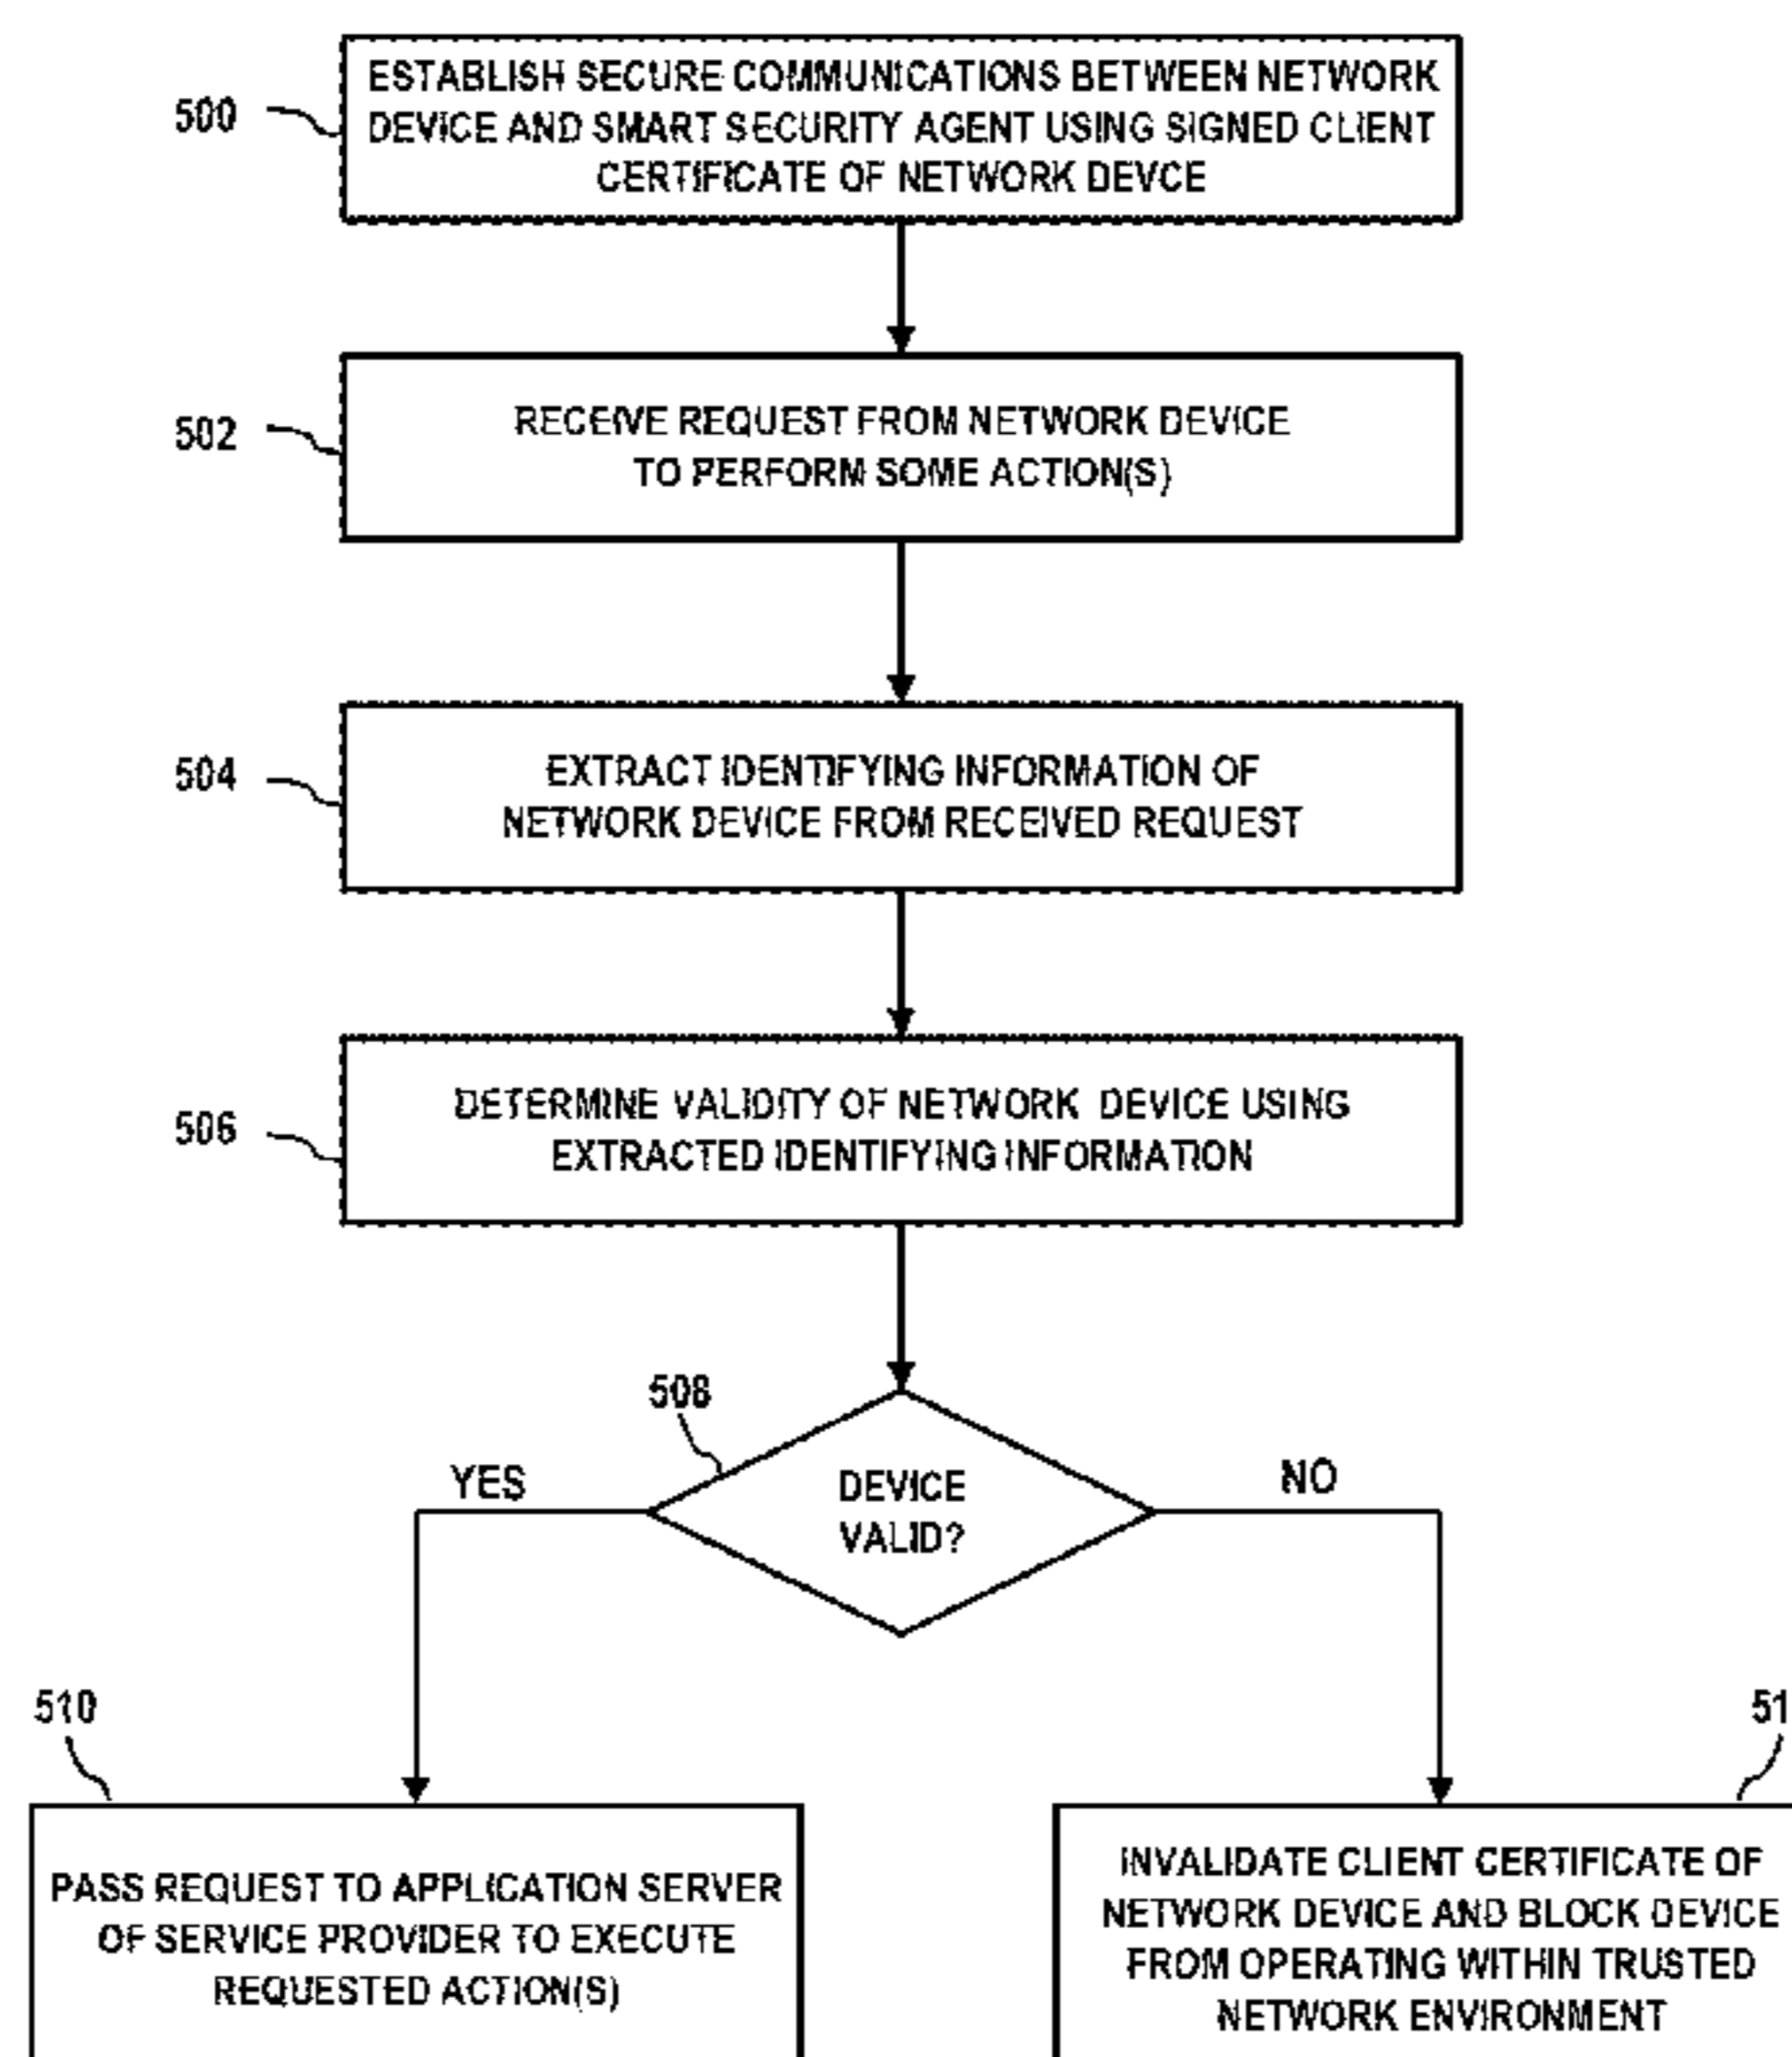 500
ESTABLISH SECURE COMMUNICATIONS BETWEEN NETWORK
DEVICE AND SMART SECURITY AGENT USING SIGNED CLIENT
CERTIFICATE OF NETWORK DEVCE
502
RECEIVE REQUEST FROM NETWORK DEVICE
TO PERFORM SOME ACTION(S)
504
EXTRACT IDENTIFYING INFORMATION OF
NETWORK DEVICE FROM RECEIVED REQUEST
506
DETERMINE VALIDITY OF NETWORK DEVICE USING
EXTRACTED IDENTIFYING INFORMATION
508
DEVICE
VALID?
YES
NO
510
PASS REQUEST TO APPLICATION SERVER
OF SERVICE PROVIDER TO EXECUTE
REQUESTED ACTION(S)
51
INVALIDATE CLIENT CERTIFICATE OF
NETWORK DEVICE AND BLOCK DEVICE
FROM OPERATING WITHIN TRUSTED
NETWORK ENVIRONMENT